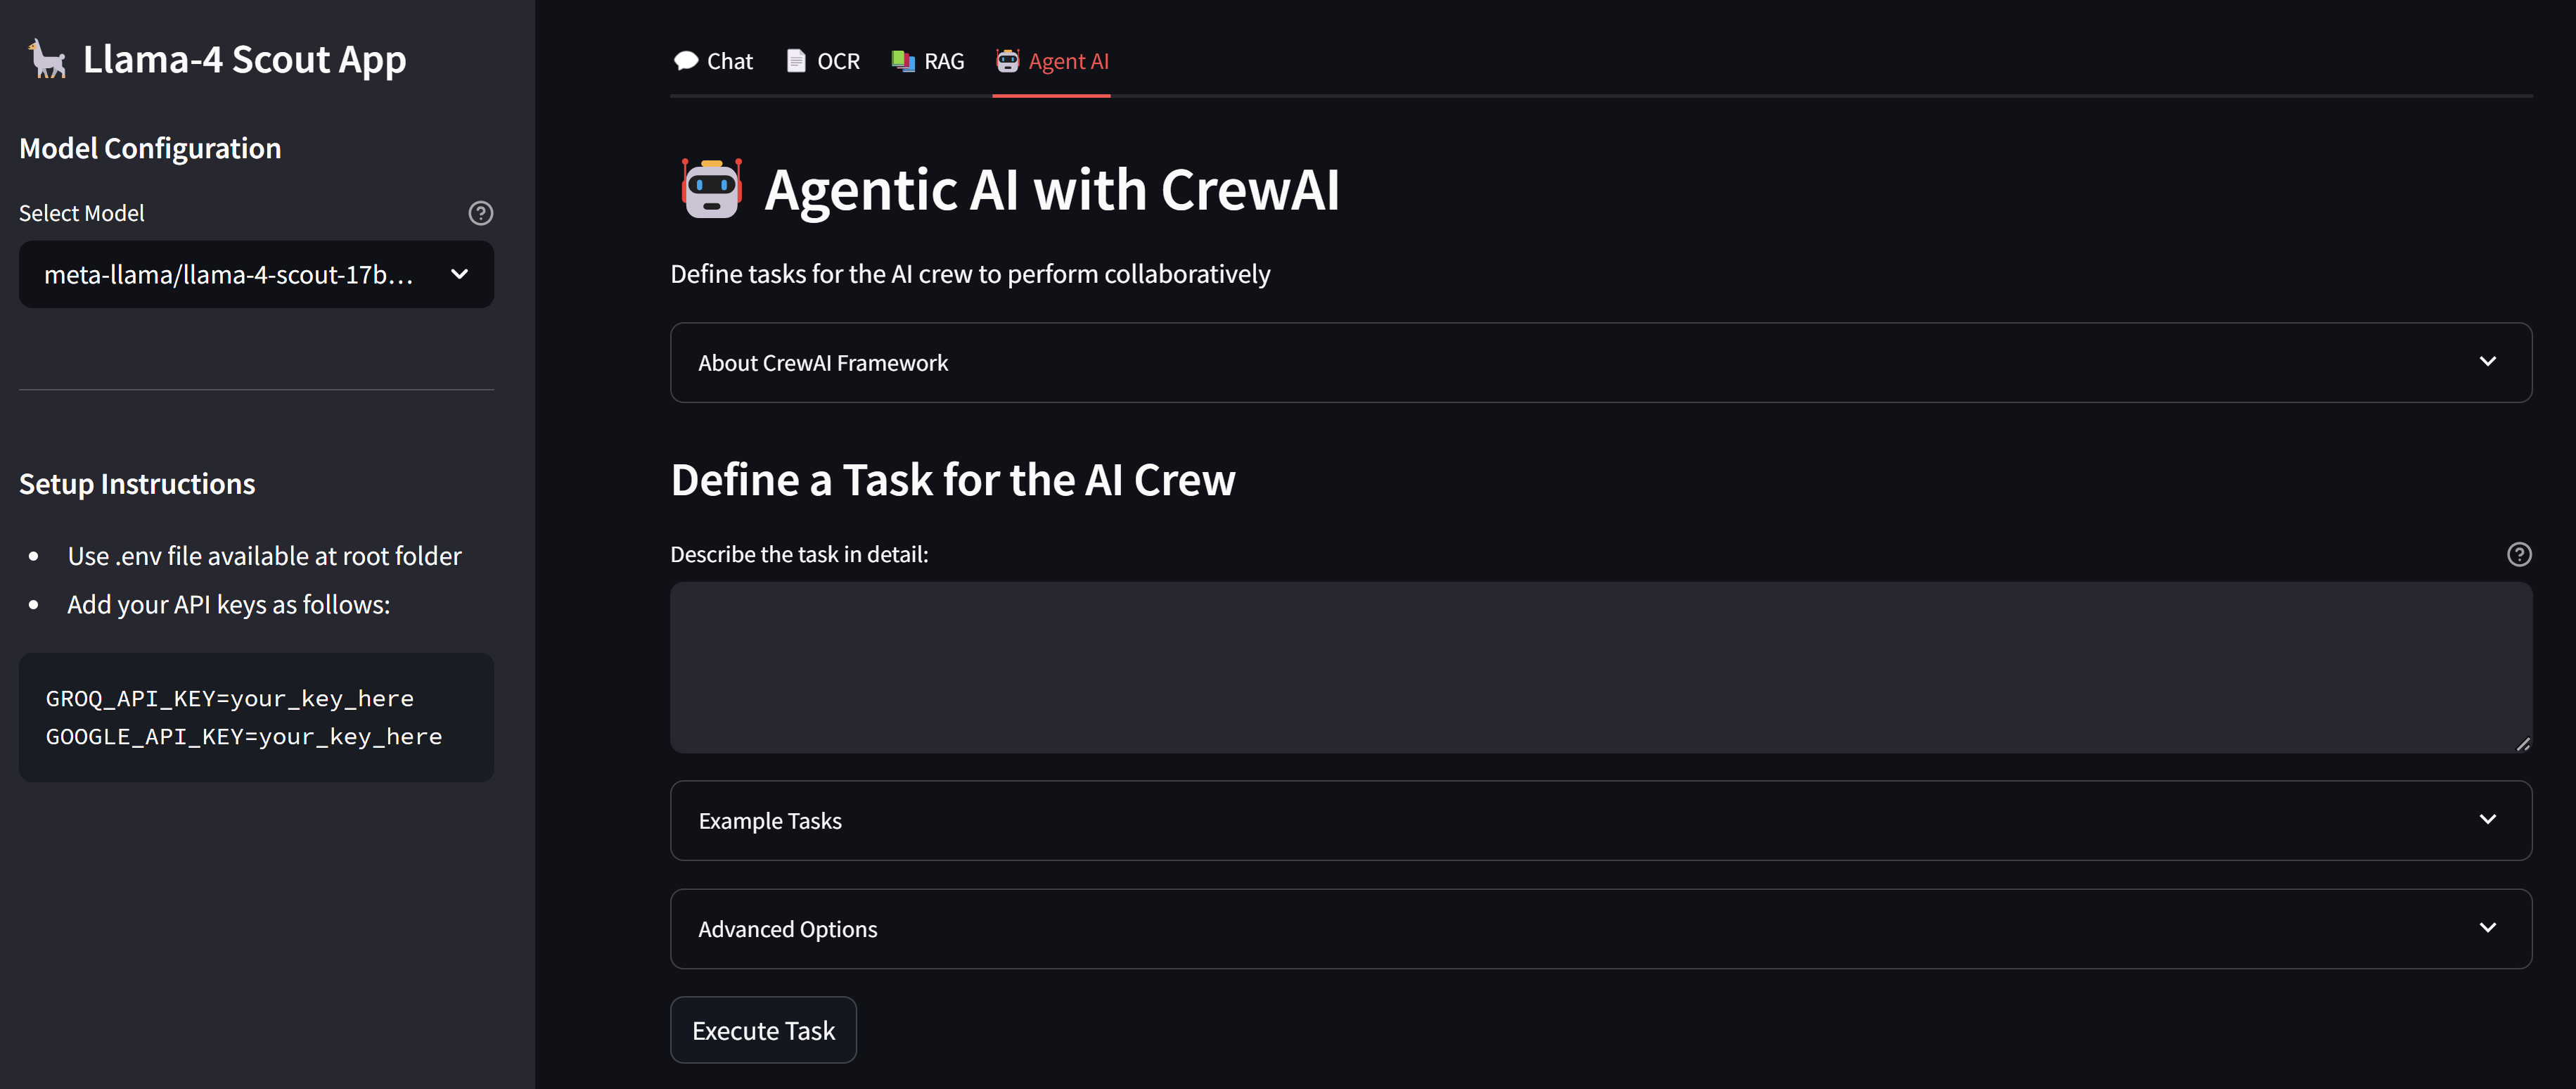 Llama-4 Scout App
Model Configuration
Select Model
meta-llama/llama-4-scout-17b...
Setup Instructions
Use .env file available at root folder
Add your API keys as follows:
GROQ_API_KEY=your_key_here
GOOGLE_API_KEY=your_key_here
Chat OCR RAG Agent AI
Agentic AI with CrewAI
Define tasks for the AI crew to perform collaboratively
About CrewAI Framework
Define a Task for the AI Crew
Describe the task in detail:
Example Tasks
Advanced Options
Execute Task